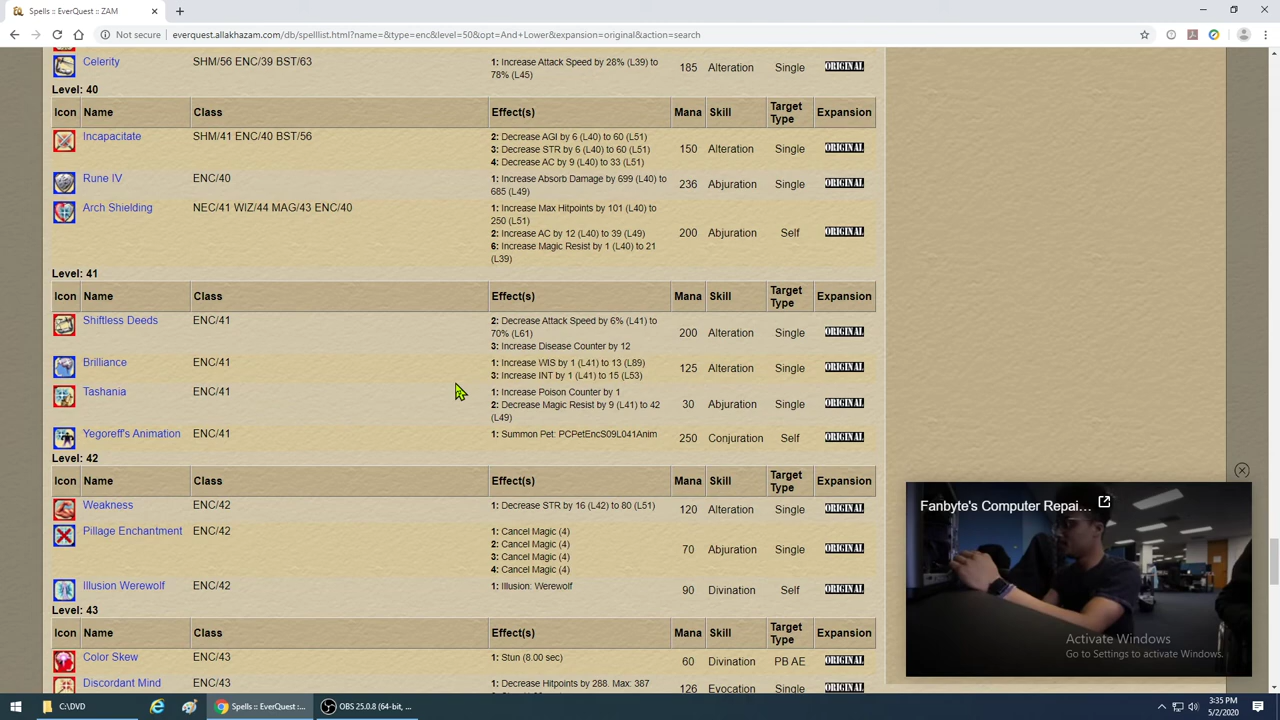 Spells :: EverQuest :: ZAM
Not secure everquest.allakhazam.com/db/spelllist.html?name=&type=enc&level=50&opt=And+Lower&expansion=original&action=search
Celerity SHM/56 ENC/39 BST/63 1: Increase Attack Speed by 28% (L39) to 185 Alteration Single ORIGINAL
78% (L45)
Level: 40
Icon Name Class Effect(s) Mana Skill Target Type Expansion
Incapacitate SHM/41 ENC/40 BST/56 2: Decrease AGI by 6 (L40) to 60 (L51) 150 Alteration Single ORIGINAL
3: Decrease STR by 6 (L40) to 60 (L51)
4: Decrease AC by 9 (L40) to 33 (L51)
Rune IV ENC/40 1: Increase Absorb Damage by 699 (L40) to 236 Abjuration Single ORIGINAL
685 (L49)
Arch Shielding NEC/41 WIZ/44 MAG/43 ENC/40 1: Increase Max Hitpoints by 101 (L40) to 200 Abjuration Self ORIGINAL
250 (L51)
2: Increase AC by 12 (L40) to 39 (L49)
6: Increase Magic Resist by 1 (L40) to 21
(L39)
Level: 41
Icon Name Class Effect(s) Mana Skill Target Type Expansion
Shiftless Deeds ENC/41 2: Decrease Attack Speed by 6% (L41) to 200 Alteration Single ORIGINAL
70% (L61)
3: Increase Disease Counter by 12
Brilliance ENC/41 1: Increase WIS by 1 (L41) to 13 (L89) 125 Alteration Single ORIGINAL
3: Increase INT by 1 (L41) to 15 (L53)
Tashania ENC/41 1: Increase Poison Counter by 1 30 Abjuration Single ORIGINAL
2: Decrease Magic Resist by 9 (L41) to 42
(L49)
Yegoreff's Animation ENC/41 1: Summon Pet: PCPetEncS09L041Anim 250 Conjuration Self ORIGINAL
Level: 42
Icon Name Class Effect(s) Mana Skill Target Type Expansion
Weakness ENC/42 1: Decrease STR by 16 (L42) to 80 (L51) 120 Alteration Single ORIGINAL
Pillage Enchantment ENC/42 1: Cancel Magic (4) 70 Abjuration Single ORIGINAL
2: Cancel Magic (4)
3: Cancel Magic (4)
4: Cancel Magic (4)
Illusion Werewolf ENC/42 1: Illusion: Werewolf 90 Divination Self ORIGINAL
Level: 43
Icon Name Class Effect(s) Mana Skill Target Type Expansion
Color Skew ENC/43 1: Stun (8.00 sec) 60 Divination PB AE ORIGINAL
Discordant Mind ENC/43 1: Decrease Hitpoints by 288. Max: 387 126 Evocation Single ORIGINAL
Fanbyte's Computer Repai...
Activate Windows
Go to Settings to activate Windows.
C:\DVD
Spells :: EverQuest :...
OBS 25.0.8 (64-bit, ...
3:35 PM
5/2/2020